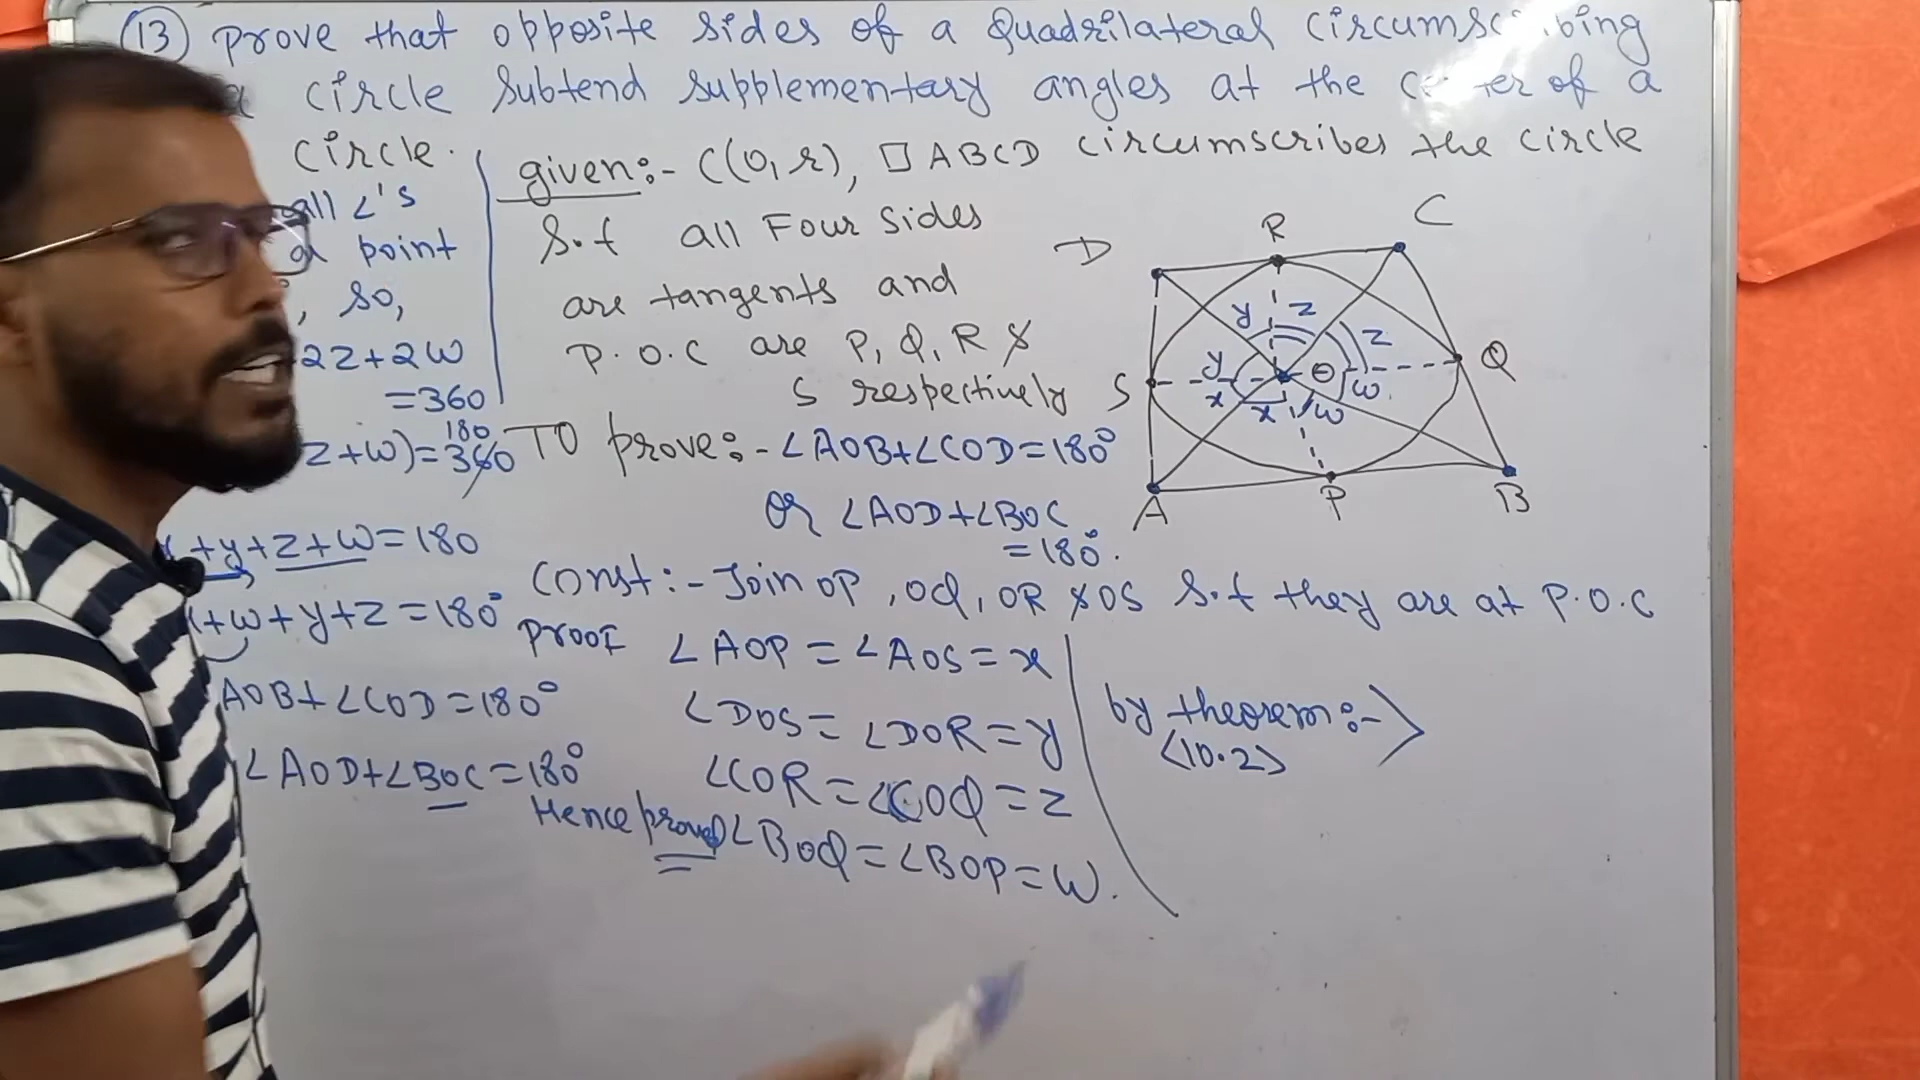 (13) prove that opposite sides of a Quadrilateral
a circle subtend supplementary angles at the of a
circle.
given:- C(O,r), □ABCD circumscribes the circle
S.t all Four sides
are tangents and
P.O.C are P, Q, R &
S respectively
TO prove:- ∠AOB+∠COD=180°
or ∠AOD+∠BOC
=180°.
Const:- Join OP, OQ, OR & OS S.t they are at P.O.C
proof ∠AOP = ∠AOS = x
∠DOS = ∠DOR = y
∠COR = ∠COQ = z
∠BOQ = ∠BOP = w.
by theorem:-
<10.2>
all ∠'s
a point
, so,
2z+2w
=360
180
z+w)=360
+y+z+w=180
+w+y+z=180°
AOB+∠COD=180°
∠AOD+∠BOC=180°
Hence proved
D R C
y z z
S y O Q
x x w w
A P B